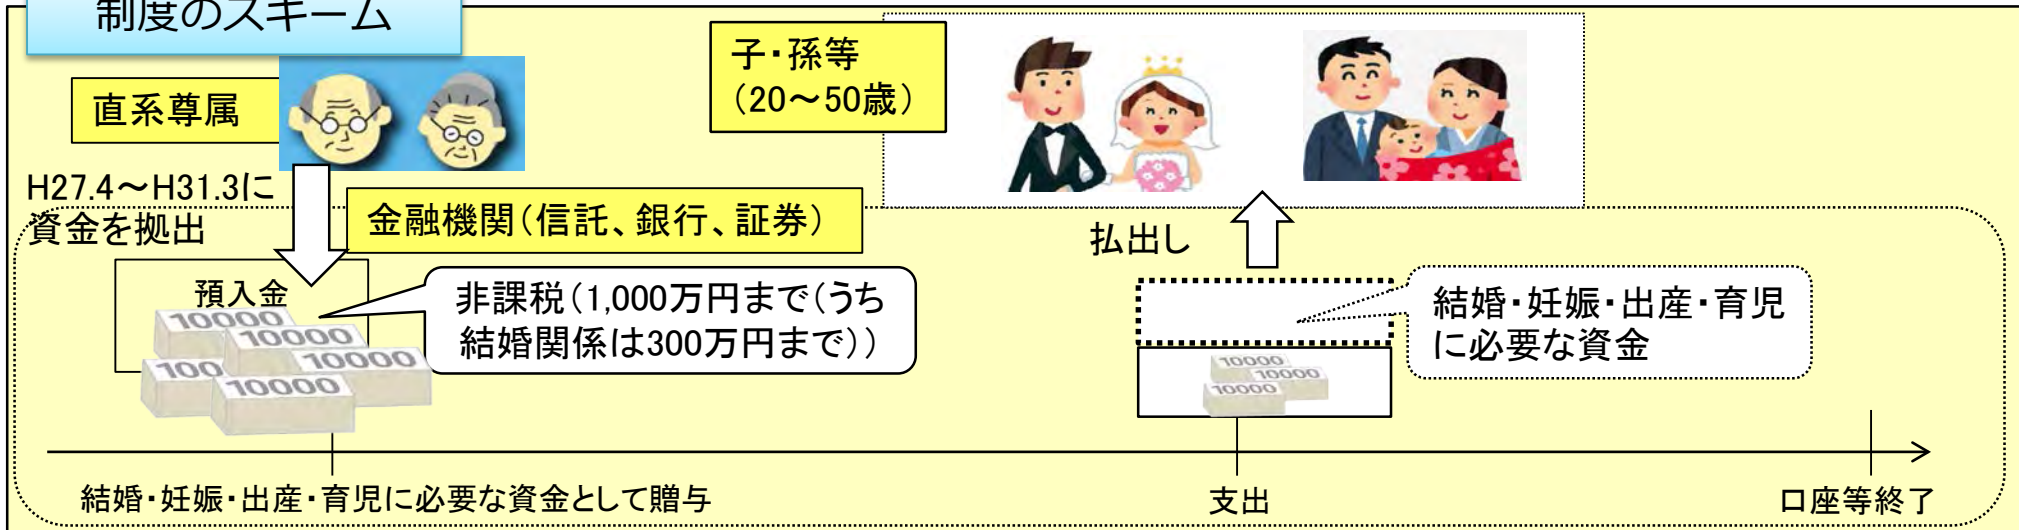 制度のスキーム
直系尊属
子・孫等
（20～50歳）
H27.4～H31.3に
資金を拠出
金融機関（信託、銀行、証券）
払出し
預入金
非課税（1,000万円まで（うち
結婚関係は300万円まで））
結婚・妊娠・出産・育児
に必要な資金
10000
10000
10000
100
10000
10000
10000
10000
結婚・妊娠・出産・育児に必要な資金として贈与
支出
口座等終了